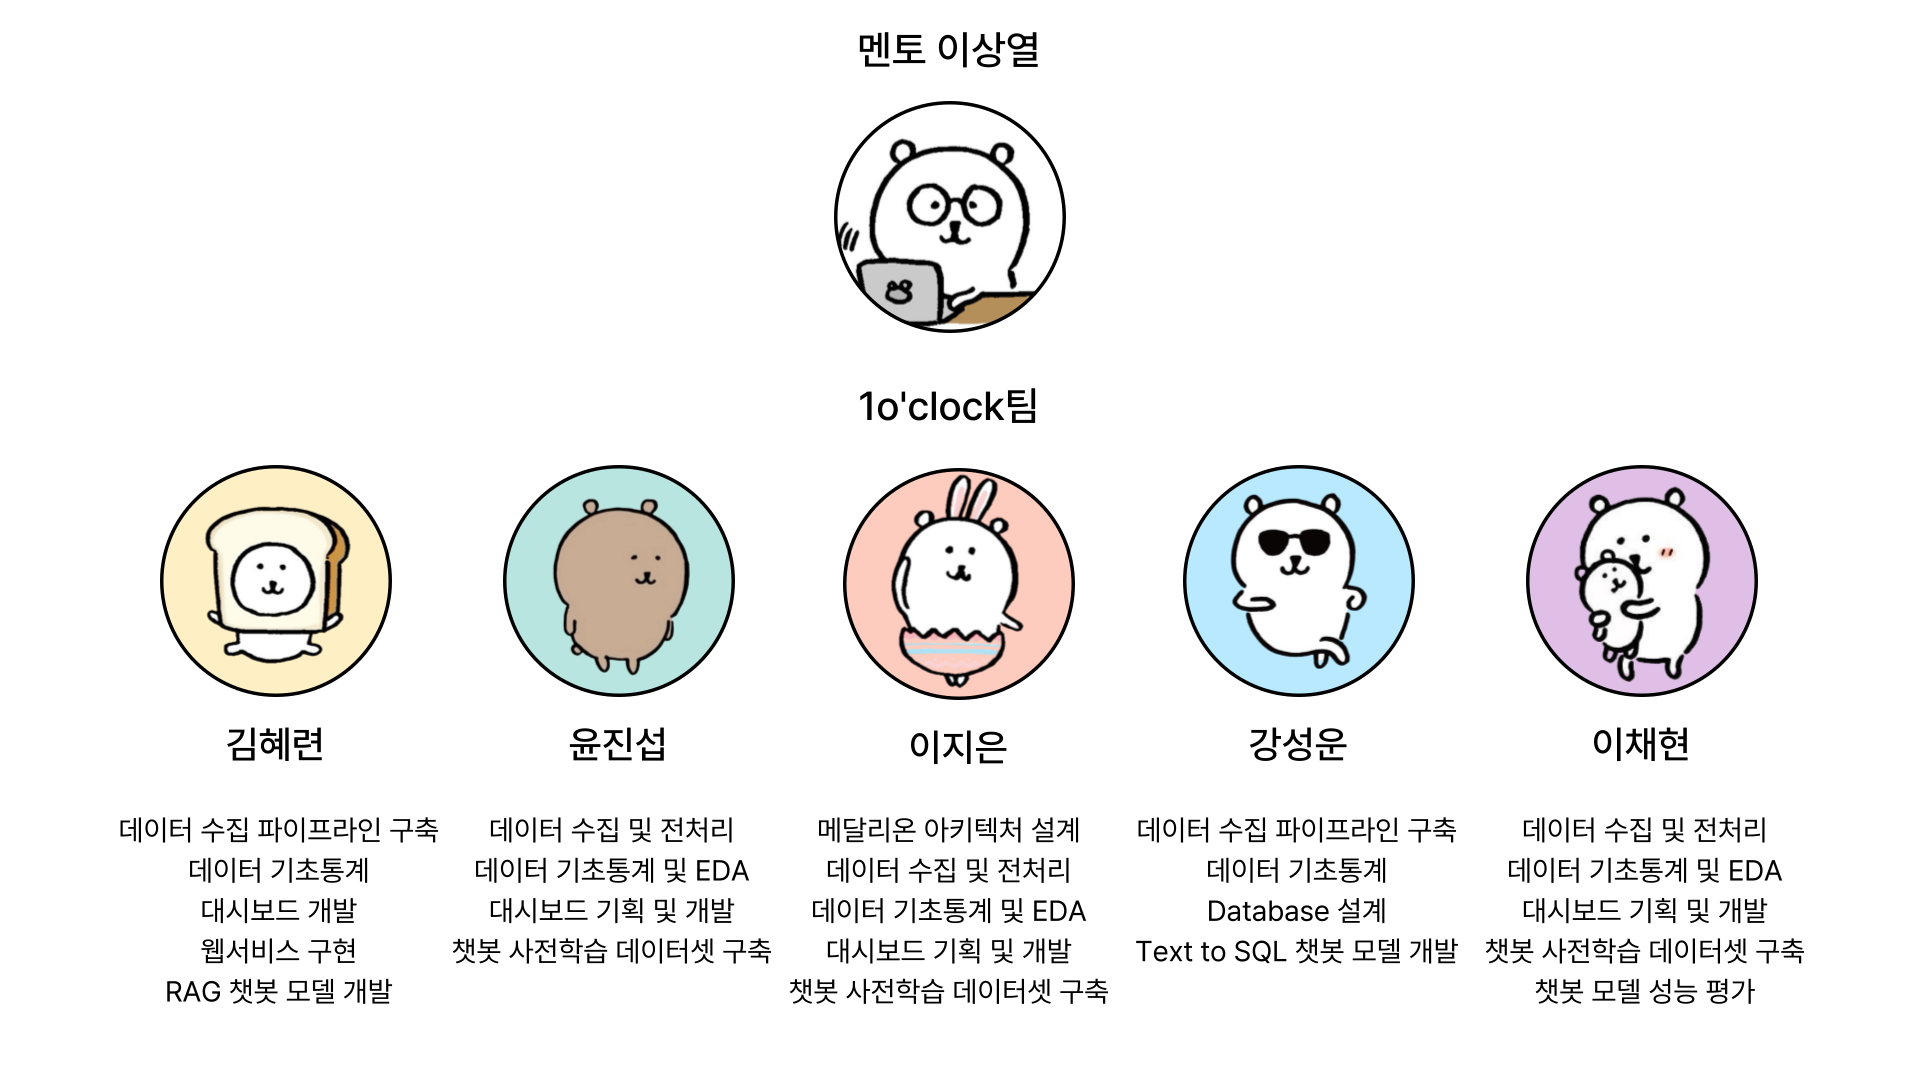 멘토 이상열
1o'clock팀
김혜련
데이터 수집 파이프라인 구축
데이터 기초통계
대시보드 개발
웹서비스 구현
RAG 챗봇 모델 개발
윤진섭
데이터 수집 및 전처리
데이터 기초통계 및 EDA
대시보드 기획 및 개발
챗봇 사전학습 데이터셋 구축
이지은
메달리온 아키텍처 설계
데이터 수집 및 전처리
데이터 기초통계 및 EDA
대시보드 기획 및 개발
챗봇 사전학습 데이터셋 구축
강성운
데이터 수집 파이프라인 구축
데이터 기초통계
Database 설계
Text to SQL 챗봇 모델 개발
이채현
데이터 수집 및 전처리
데이터 기초통계 및 EDA
대시보드 기획 및 개발
챗봇 사전학습 데이터셋 구축
챗봇 모델 성능 평가